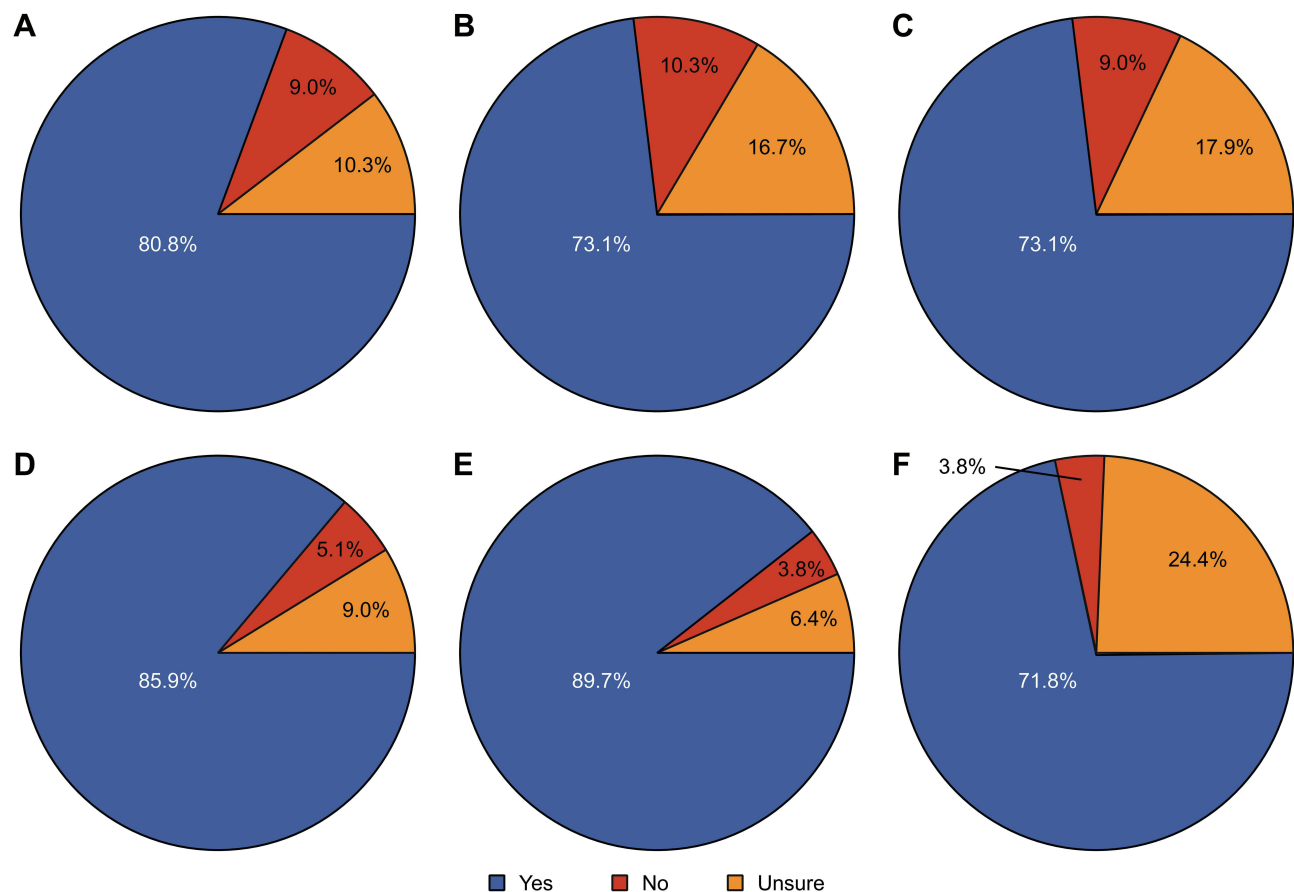 A
9.0%
10.3%
80.8%
B
10.3%
16.7%
73.1%
C
9.0%
17.9%
73.1%
D
5.1%
9.0%
85.9%
E
3.8%
6.4%
89.7%
F
3.8%
24.4%
71.8%
Yes No Unsure